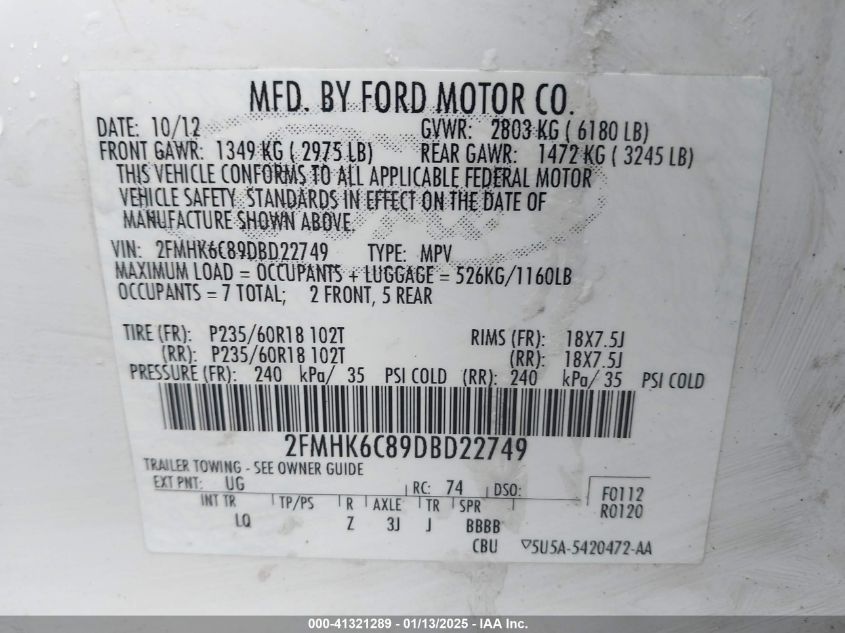 MFD. BY FORD MOTOR CO.
DATE: 10/12 GVWR: 2803 KG ( 6180 LB)
FRONT GAWR: 1349 KG ( 2975 LB) REAR GAWR: 1472 KG ( 3245 LB)
THIS VEHICLE CONFORMS TO ALL APPLICABLE FEDERAL MOTOR
VEHICLE SAFETY STANDARDS IN EFFECT ON THE DATE OF
MANUFACTURE SHOWN ABOVE.
VIN: 2FMHK6C89DBD22749 TYPE: MPV
MAXIMUM LOAD = OCCUPANTS + LUGGAGE = 526KG/1160LB
OCCUPANTS = 7 TOTAL; 2 FRONT, 5 REAR
TIRE (FR): P235/60R18 102T RIMS (FR): 18X7.5J
(RR): P235/60R18 102T (RR): 18X7.5J
PRESSURE (FR): 240 kPa/ 35 PSI COLD (RR): 240 kPa/ 35 PSI COLD
2FMHK6C89DBD22749
TRAILER TOWING - SEE OWNER GUIDE
EXT PNT: UG RC: 74 DSO: F0112
INT TR TP/PS R AXLE TR SPR R0120
LQ Z 3J J BBBB
CBU ▽5U5A-5420472-AA
000-41321289 - 01/13/2025 - IAA Inc.